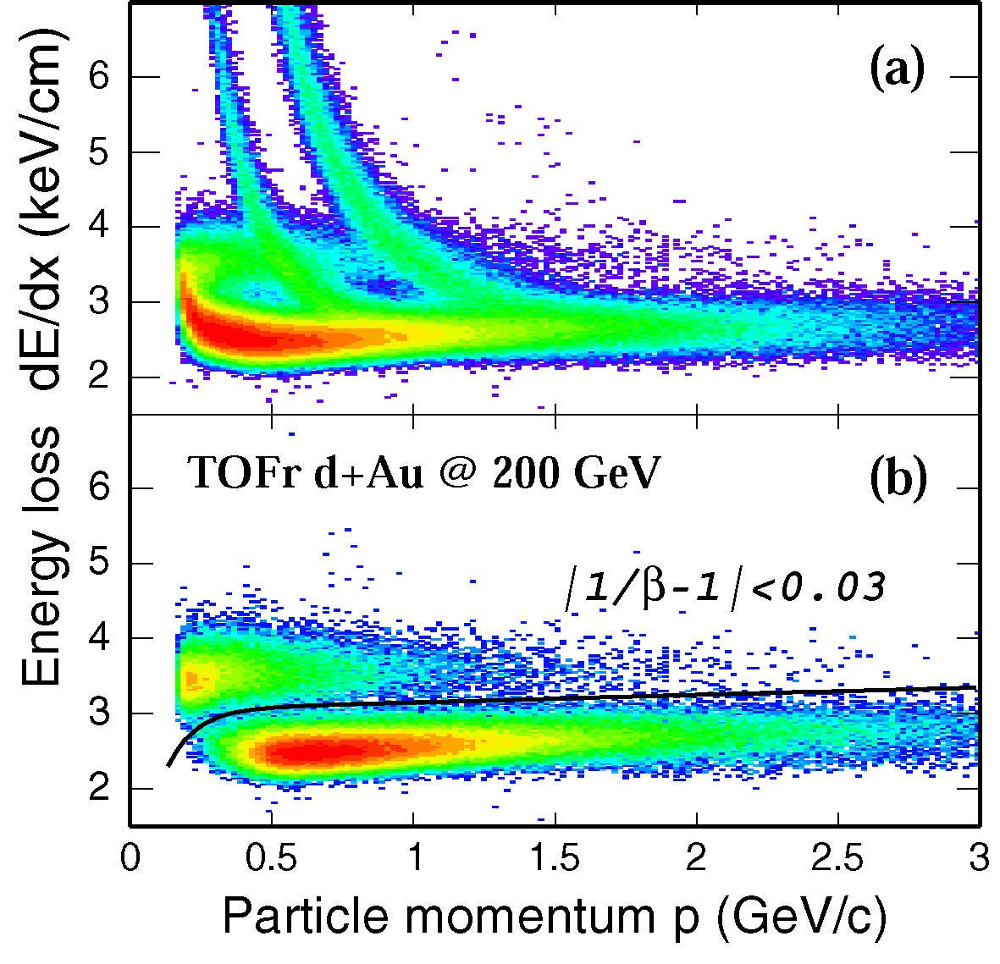 Energy loss dE/dx (keV/cm)
(a)
6
5
4
3
2
TOFr d+Au @ 200 GeV
(b)
|1/β-1|<0.03
6
5
4
3
2
0 0.5 1 1.5 2 2.5 3
Particle momentum p (GeV/c)